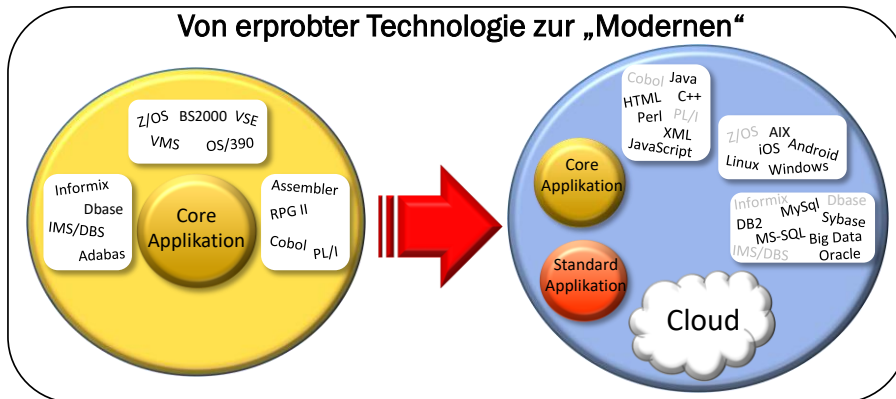 Von erprobter Technologie zur „Modernen“
Z/OS BS2000 VSE
VMS OS/390
Informix
Dbase
IMS/DBS
Adabas
Core
Applikation
Assembler
RPG II
Cobol
PL/I
Cobol Java
HTML C++
Perl PL/I
XML
JavaScript
Z/OS AIX
iOS Android
Linux Windows
Core
Applikation
Informix Dbase
DB2 MySql Sybase
MS-SQL Big Data
IMS/DBS Oracle
Standard
Applikation
Cloud